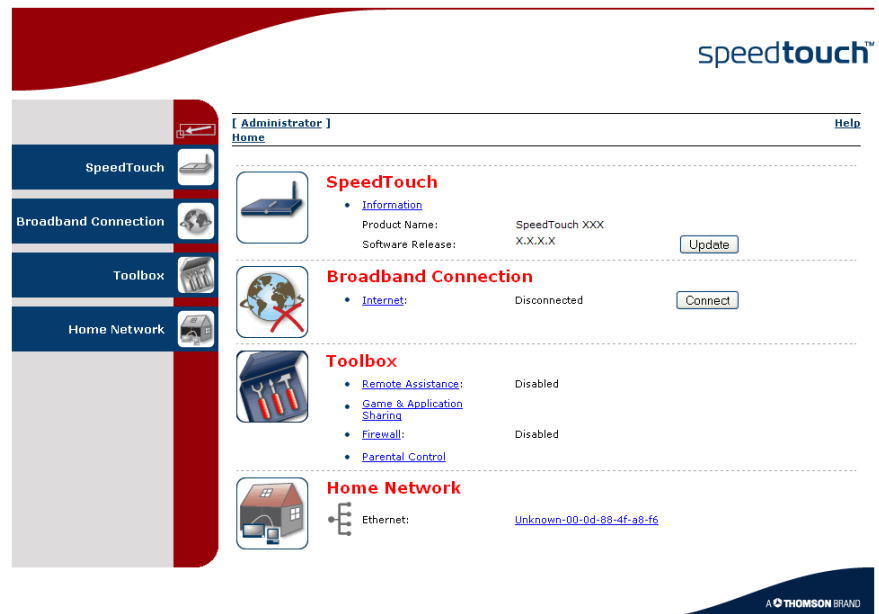 speedtouch™
[ Administrator ]
Help
Home
SpeedTouch
Broadband Connection
Toolbox
Home Network
SpeedTouch
Information
Product Name: SpeedTouch XXX
Software Release: X.X.X.X Update
Broadband Connection
Internet: Disconnected Connect
Toolbox
Remote Assistance: Disabled
Game & Application
Sharing
Firewall: Disabled
Parental Control
Home Network
Ethernet: Unknown-00-0d-88-4f-a8-f6
A THOMSON BRAND